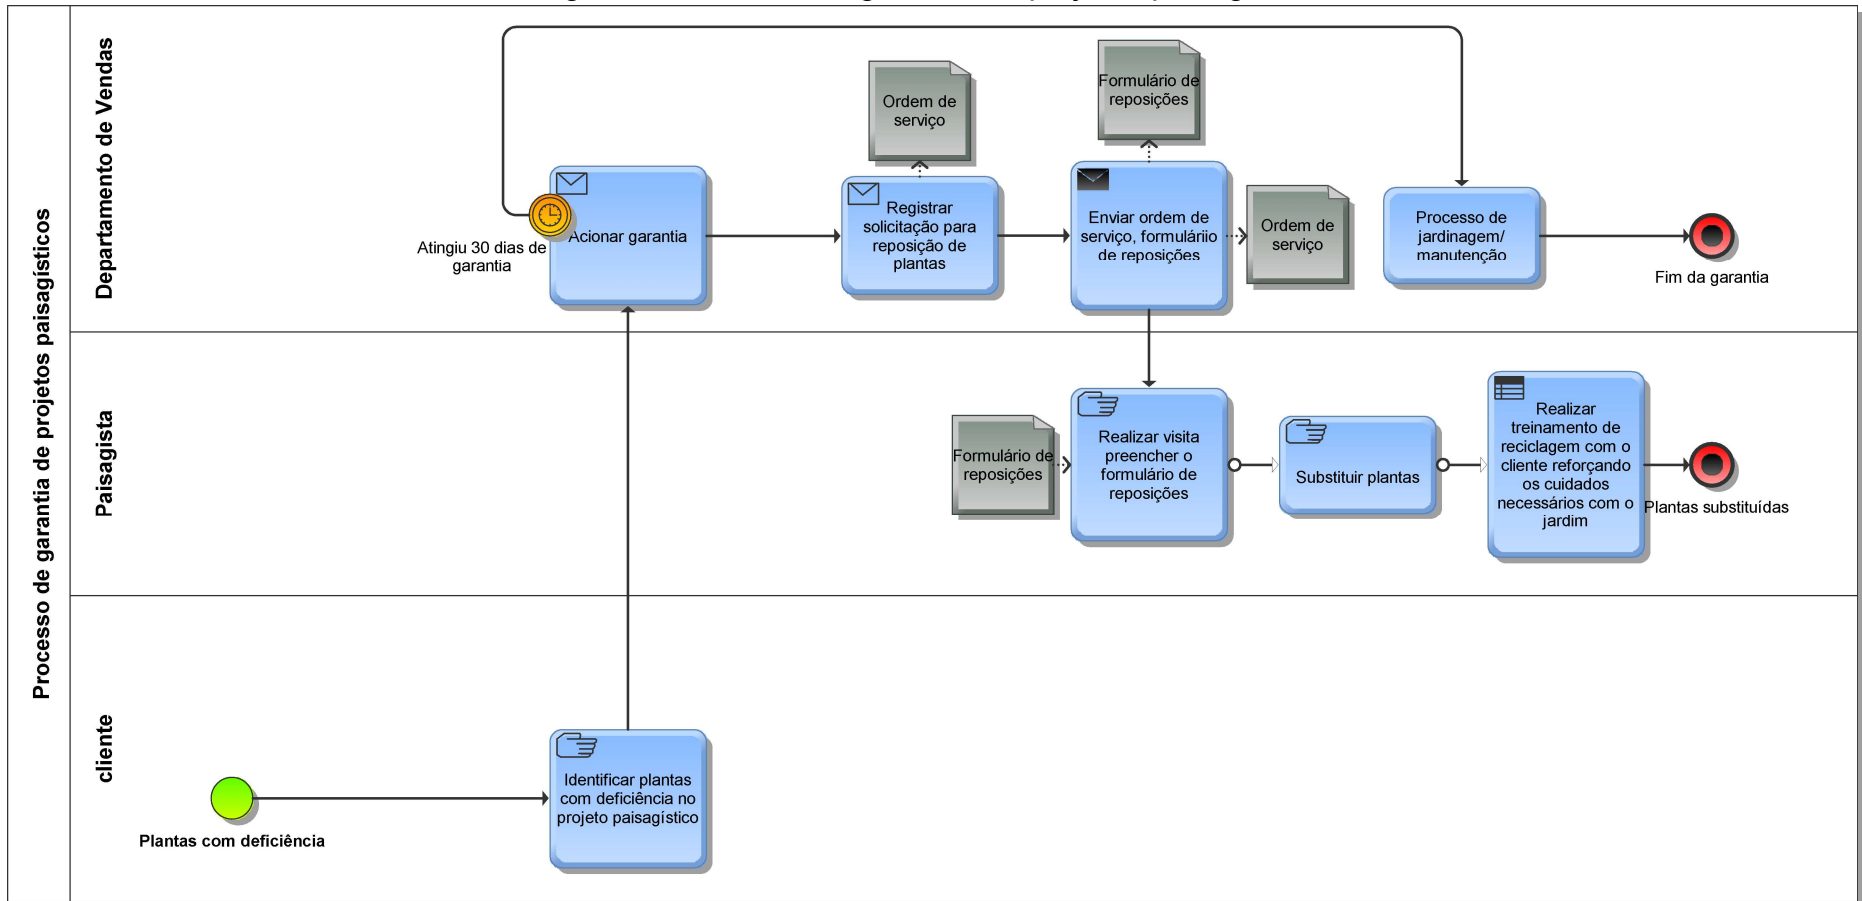 Processo de garantia de projetos paisagísticos
Departamento de Vendas
Ordem de
serviço
Formulário de
reposições
Acionar garantia
Atingiu 30 dias de
garantia
Registrar
solicitação para
reposição de
plantas
Enviar ordem de
serviço, formuláriio
de reposições
Ordem de
serviço
Processo de
jardinagem/
manutenção
Fim da garantia
Paisagista
Formulário de
reposições
Realizar visita
preencher o
formulário de
reposições
Substituir plantas
Realizar
treinamento de
reciclagem com o
cliente reforçando
os cuidados
necessários com o
jardim
Plantas substituídas
cliente
Plantas com deficiência
Identificar plantas
com deficiência no
projeto paisagístico